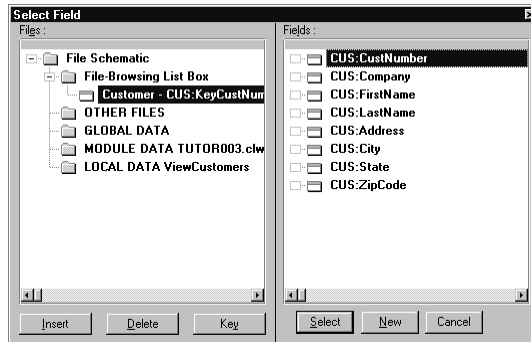 Select Field
Files :
File Schematic
File-Browsing List Box
Customer - CUS:KeyCustNum
OTHER FILES
GLOBAL DATA
MODULE DATA TUTOR003.clw
LOCAL DATA ViewCustomers
Insert
Delete
Key
Fields :
CUS:CustNumber
CUS:Company
CUS:FirstName
CUS:LastName
CUS:Address
CUS:City
CUS:State
CUS:ZipCode
Select
New
Cancel